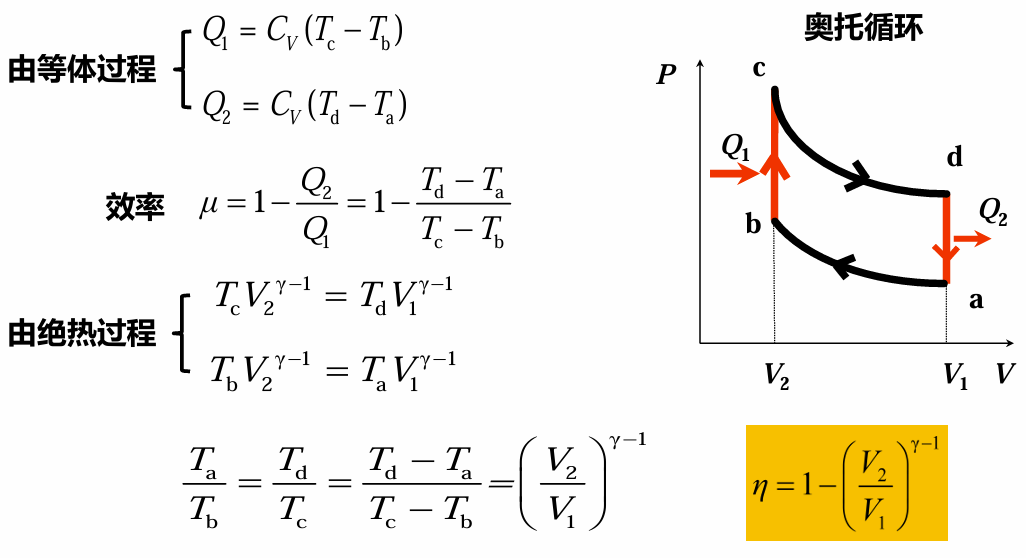 奥托循环
由等体过程
Q₁ = C_V (T_c − T_b)
Q₂ = C_V (T_d − T_a)
效率 μ = 1 − Q₂/Q₁ = 1 − (T_d − T_a)/(T_c − T_b)
由绝热过程
T_c V₂^(γ−1) = T_d V₁^(γ−1)
T_b V₂^(γ−1) = T_a V₁^(γ−1)
T_a/T_b = T_d/T_c = (T_d − T_a)/(T_c − T_b) = (V₂/V₁)^(γ−1)
P
c
Q₁
d
b
Q₂
a
V₂
V₁
V
η = 1 − (V₂/V₁)^(γ−1)